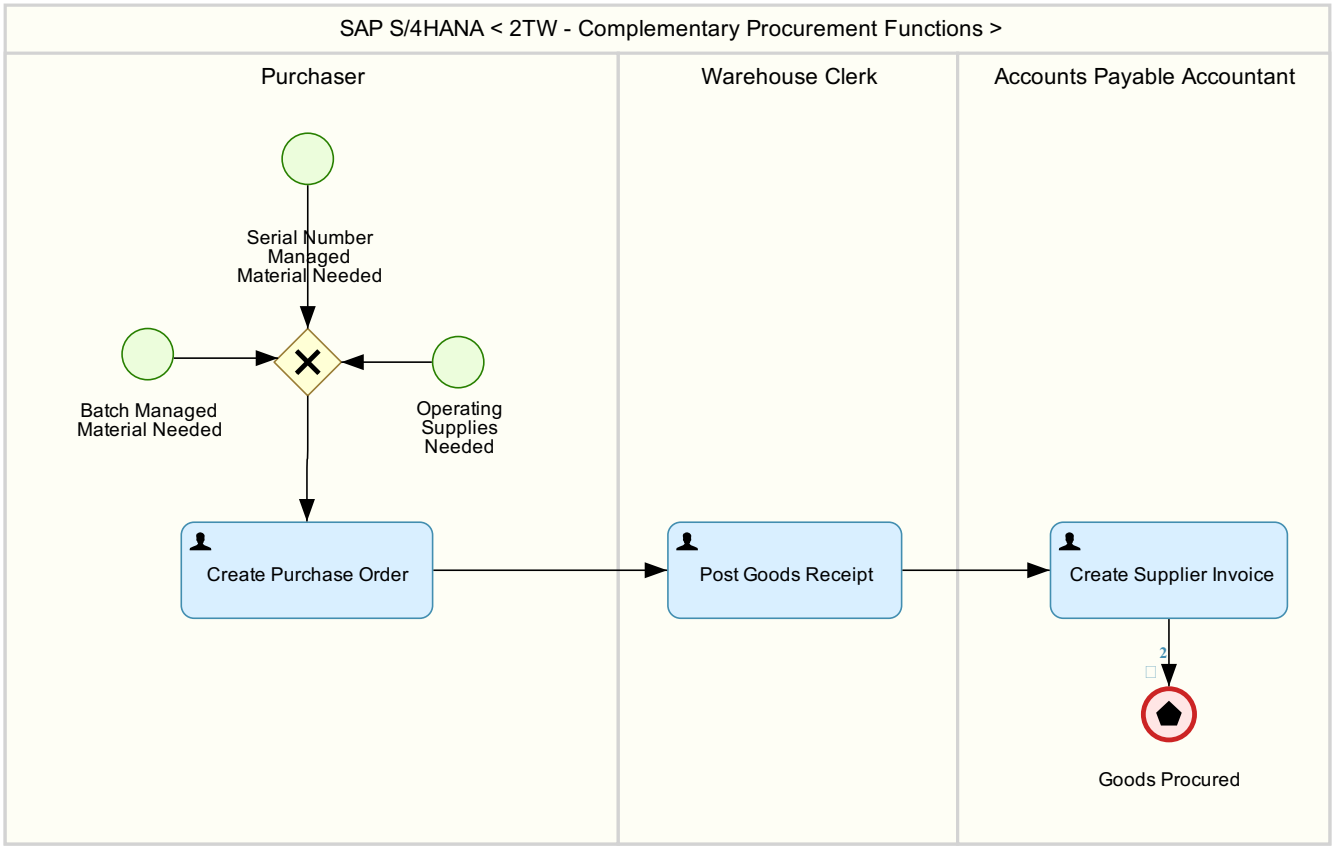 SAP S/4HANA < 2TW - Complementary Procurement Functions >
Purchaser
Warehouse Clerk
Accounts Payable Accountant
Serial Number
Managed
Material Needed
Batch Managed
Material Needed
Operating
Supplies
Needed
Create Purchase Order
Post Goods Receipt
Create Supplier Invoice
2
Goods Procured